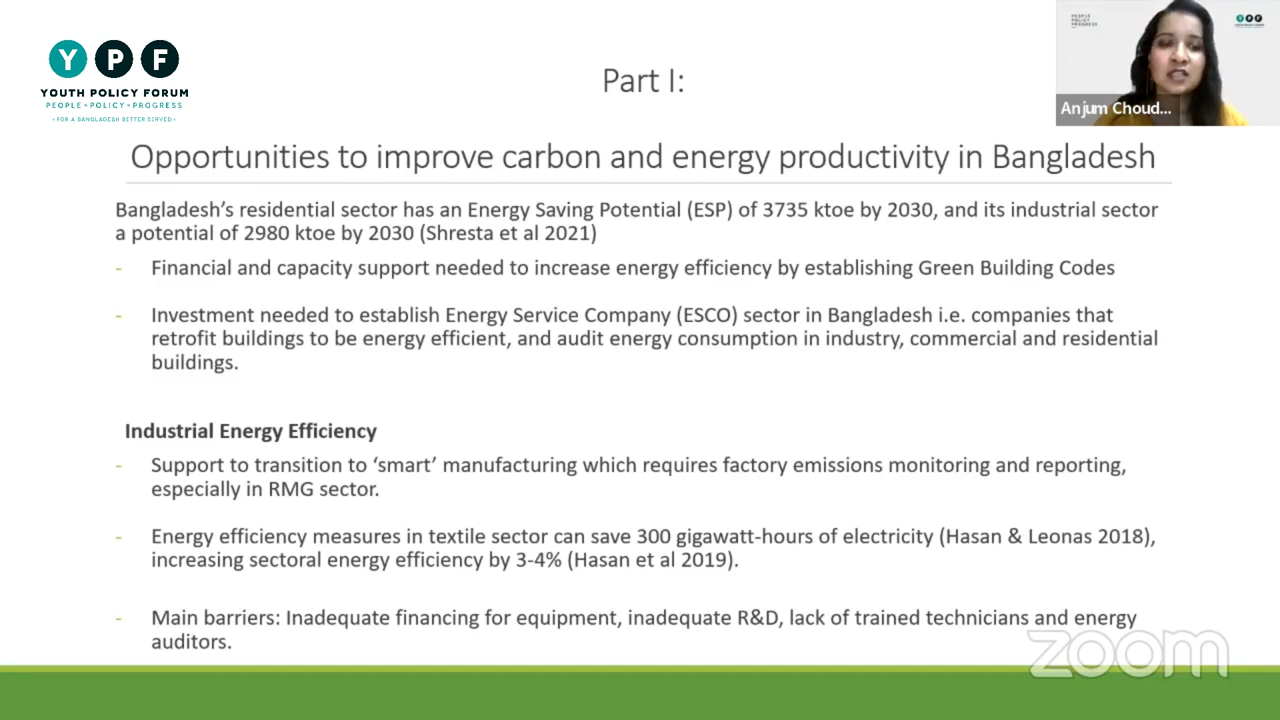 Y P F
YOUTH POLICY FORUM
PEOPLE • POLICY • PROGRESS
• FOR A BANGLADESH BETTER SERVED •
PEOPLE
POLICY
PROGRESS
Y P F
Anjum Choud...
Part I:
Opportunities to improve carbon and energy productivity in Bangladesh
Bangladesh’s residential sector has an Energy Saving Potential (ESP) of 3735 ktoe by 2030, and its industrial sector
a potential of 2980 ktoe by 2030 (Shresta et al 2021)
- Financial and capacity support needed to increase energy efficiency by establishing Green Building Codes
- Investment needed to establish Energy Service Company (ESCO) sector in Bangladesh i.e. companies that
retrofit buildings to be energy efficient, and audit energy consumption in industry, commercial and residential
buildings.
Industrial Energy Efficiency
- Support to transition to ‘smart’ manufacturing which requires factory emissions monitoring and reporting,
especially in RMG sector.
- Energy efficiency measures in textile sector can save 300 gigawatt-hours of electricity (Hasan & Leonas 2018),
increasing sectoral energy efficiency by 3-4% (Hasan et al 2019).
- Main barriers: Inadequate financing for equipment, inadequate R&D, lack of trained technicians and energy
auditors.
zoom